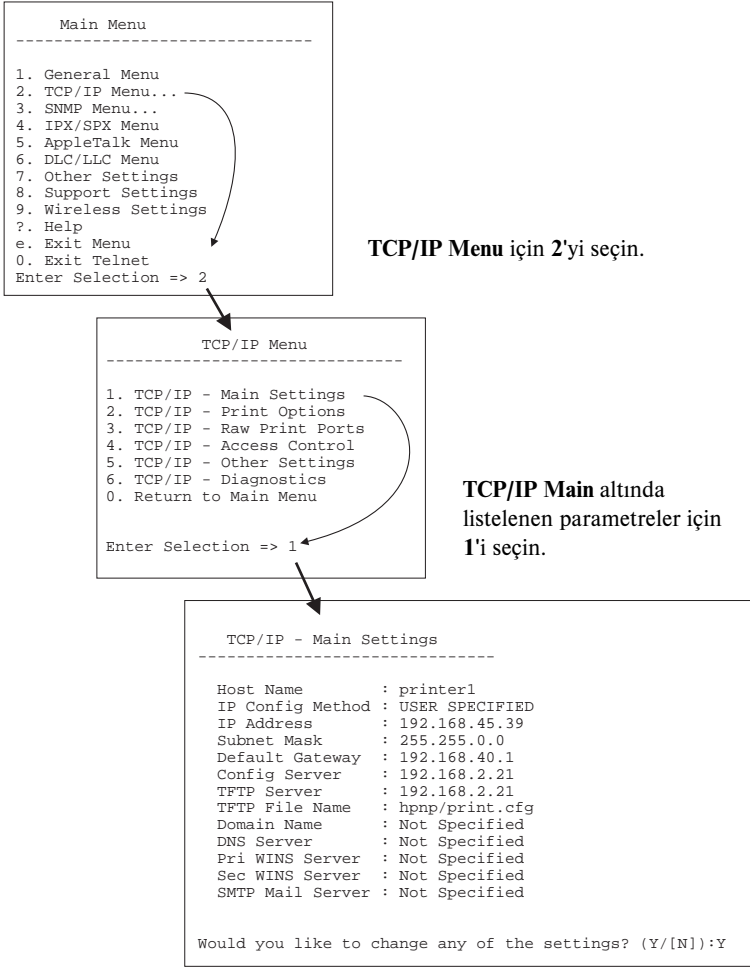 Main Menu
-------------------------------
1. General Menu
2. TCP/IP Menu...
3. SNMP Menu...
4. IPX/SPX Menu
5. AppleTalk Menu
6. DLC/LLC Menu
7. Other Settings
8. Support Settings
9. Wireless Settings
?. Help
e. Exit Menu
0. Exit Telnet
Enter Selection => 2
TCP/IP Menu için 2'yi seçin.
TCP/IP Menu
-------------------------------
1. TCP/IP - Main Settings
2. TCP/IP - Print Options
3. TCP/IP - Raw Print Ports
4. TCP/IP - Access Control
5. TCP/IP - Other Settings
6. TCP/IP - Diagnostics
0. Return to Main Menu
Enter Selection => 1
TCP/IP Main altında
listelenen parametreler için
1'i seçin.
TCP/IP - Main Settings
-------------------------------
Host Name : printer1
IP Config Method : USER SPECIFIED
IP Address : 192.168.45.39
Subnet Mask : 255.255.0.0
Default Gateway : 192.168.40.1
Config Server : 192.168.2.21
TFTP Server : 192.168.2.21
TFTP File Name : hpnp/print.cfg
Domain Name : Not Specified
DNS Server : Not Specified
Pri WINS Server : Not Specified
Sec WINS Server : Not Specified
SMTP Mail Server : Not Specified
Would you like to change any of the settings? (Y/[N]):Y